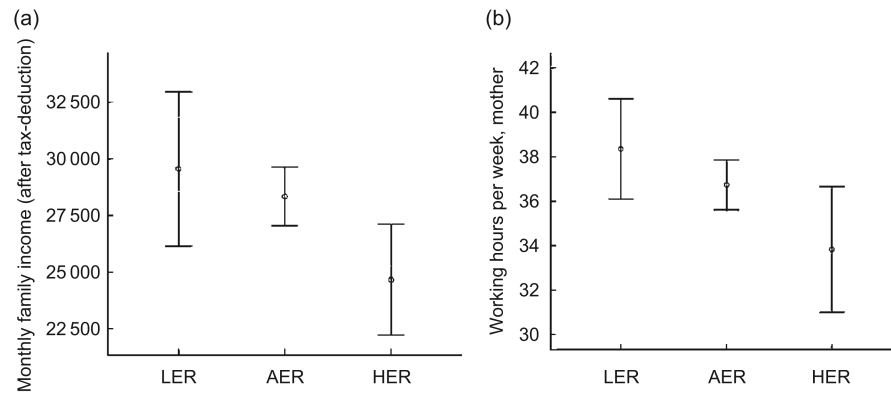 (a)
Monthly family income (after tax-deduction)
32 500
30 000
27 500
25 000
22 500
LER
AER
HER
(b)
Working hours per week, mother
42
40
38
36
34
32
30
LER
AER
HER